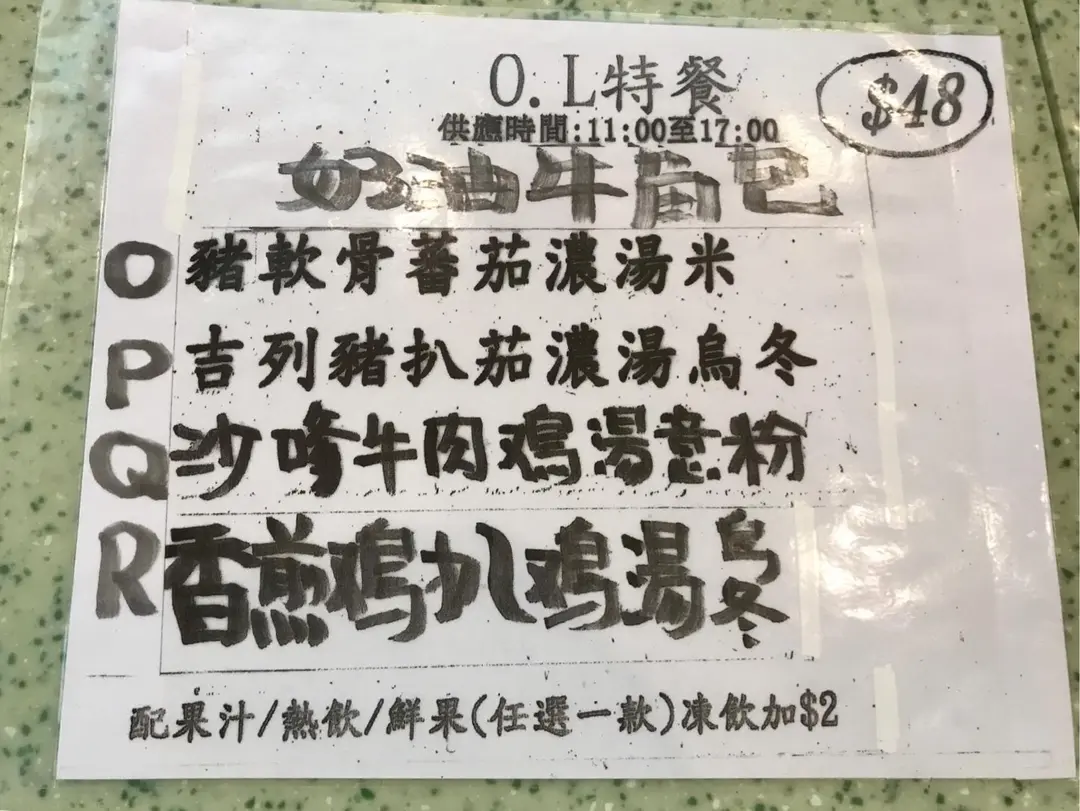 O.L特餐 $48
供應時間:11:00至17:00
好油牛角包
O 豬軟骨蕃茄濃湯米
P 吉列豬扒茄濃湯烏冬
Q 沙嗲牛肉鸡湯意粉
R 香煎鸡扒鸡湯烏冬
配果汁/熱飲/鮮果(任選一款)凍飲加$2